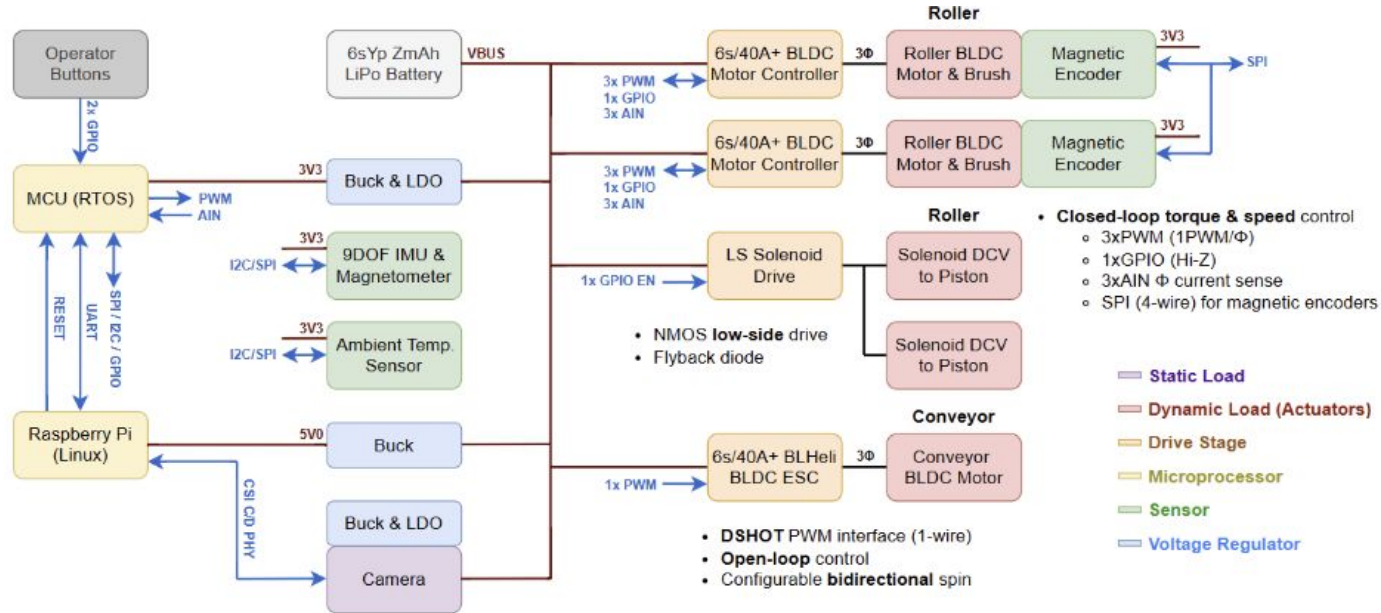 Operator
Buttons
2x GPIO
MCU (RTOS)
3V3
PWM
AIN
RESET
UART
SPI / I2C / GPIO
Raspberry Pi
(Linux)
5V0
CSI C/D PHY
6sYp ZmAh
LiPo Battery
VBUS
Buck & LDO
3V3
I2C/SPI
9DOF IMU &
Magnetometer
3V3
I2C/SPI
Ambient Temp.
Sensor
Buck
Buck & LDO
Camera
Roller
6s/40A+ BLDC
Motor Controller
3x PWM
1x GPIO
3x AIN
3Φ
Roller BLDC
Motor & Brush
Magnetic
Encoder
3V3
SPI
6s/40A+ BLDC
Motor Controller
3x PWM
1x GPIO
3x AIN
3Φ
Roller BLDC
Motor & Brush
Magnetic
Encoder
3V3
• Closed-loop torque & speed control
○ 3xPWM (1PWM/Φ)
○ 1xGPIO (Hi-Z)
○ 3xAIN Φ current sense
○ SPI (4-wire) for magnetic encoders
Roller
LS Solenoid
Drive
1x GPIO EN
Solenoid DCV
to Piston
Solenoid DCV
to Piston
• NMOS low-side drive
• Flyback diode
Conveyor
6s/40A+ BLHeli
BLDC ESC
1x PWM
3Φ
Conveyor
BLDC Motor
• DSHOT PWM interface (1-wire)
• Open-loop control
• Configurable bidirectional spin
Static Load
Dynamic Load (Actuators)
Drive Stage
Microprocessor
Sensor
Voltage Regulator